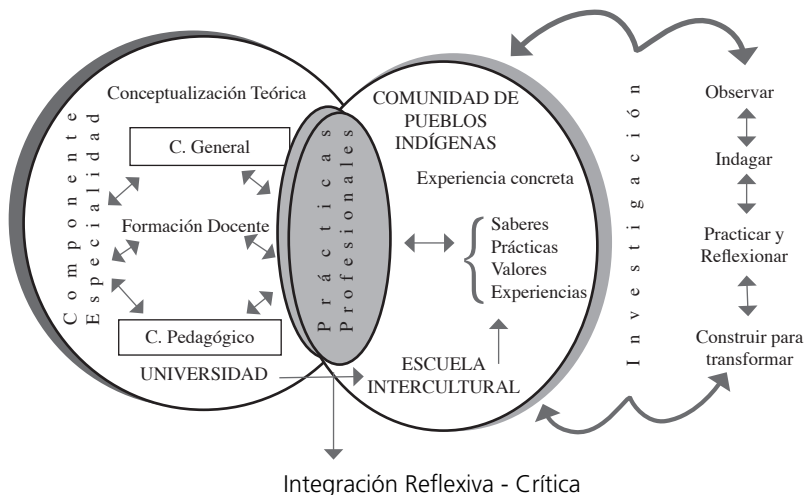 Conceptualización Teórica
C. General
Componente
Especialidad
Formación Docente
C. Pedagógico
UNIVERSIDAD
Prácticas
Profesionales
COMUNIDAD DE
PUEBLOS
INDÍGENAS
Experiencia concreta
Saberes
Prácticas
Valores
Experiencias
ESCUELA
INTERCULTURAL
Investigación
Observar
Indagar
Practicar y
Reflexionar
Construir para
transformar
Integración Reflexiva - Crítica